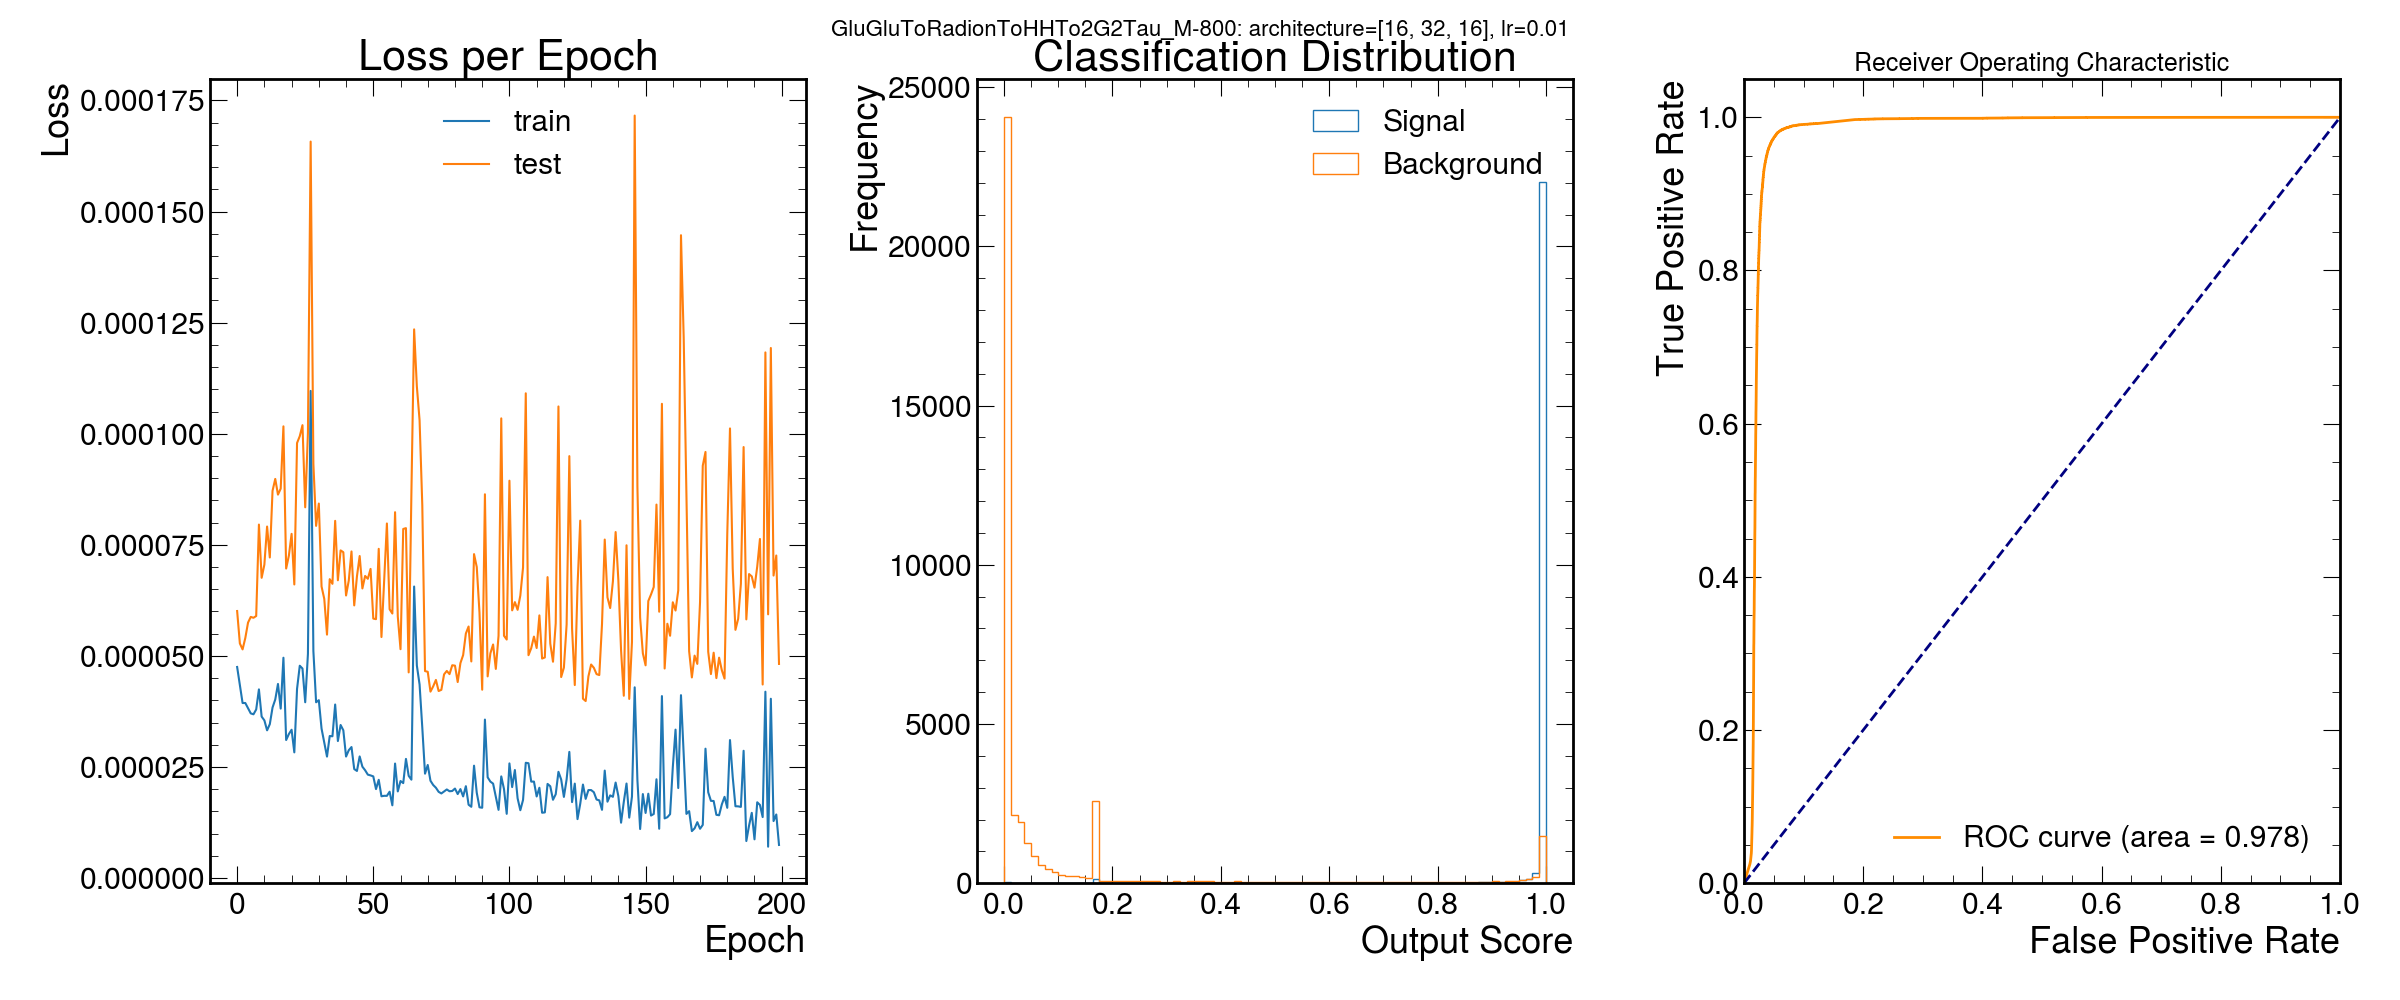 GluGluToRadionToHHTo2G2Tau_M-800: architecture=[16, 32, 16], lr=0.01
Loss per Epoch
Loss
0.000175
0.000150
0.000125
0.000100
0.000075
0.000050
0.000025
0.000000
train
test
0 50 100 150 200
Epoch
Classification Distribution
Frequency
25000
20000
15000
10000
5000
0
Signal
Background
0.0 0.2 0.4 0.6 0.8 1.0
Output Score
Receiver Operating Characteristic
True Positive Rate
1.0
0.8
0.6
0.4
0.2
0.0
ROC curve (area = 0.978)
0.0 0.2 0.4 0.6 0.8 1.0
False Positive Rate